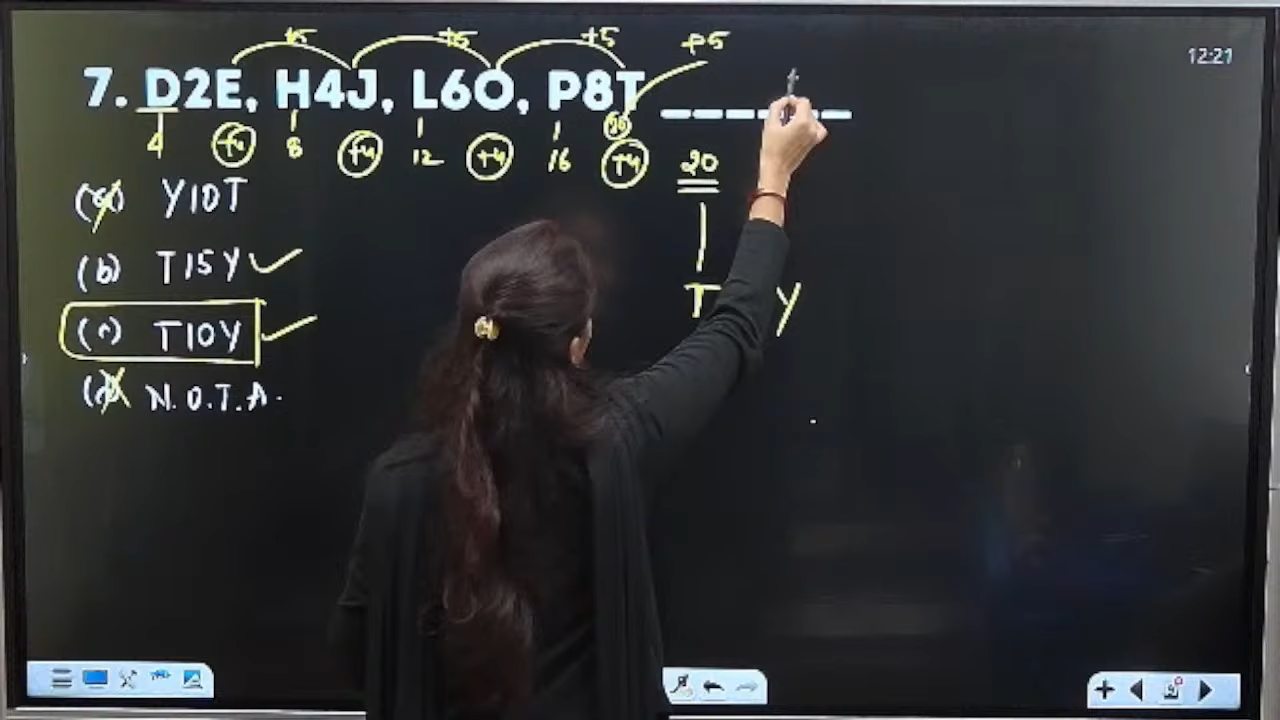 +5 +5 +5 +5
12:21
7. D2E, H4J, L6O, P8T _ _ _ _ _ _
4 +4 8 +4 12 +4 16 +4 20
(a) Y10T
(b) T15Y
T Y
(c) T10Y
(d) N.O.T.A.